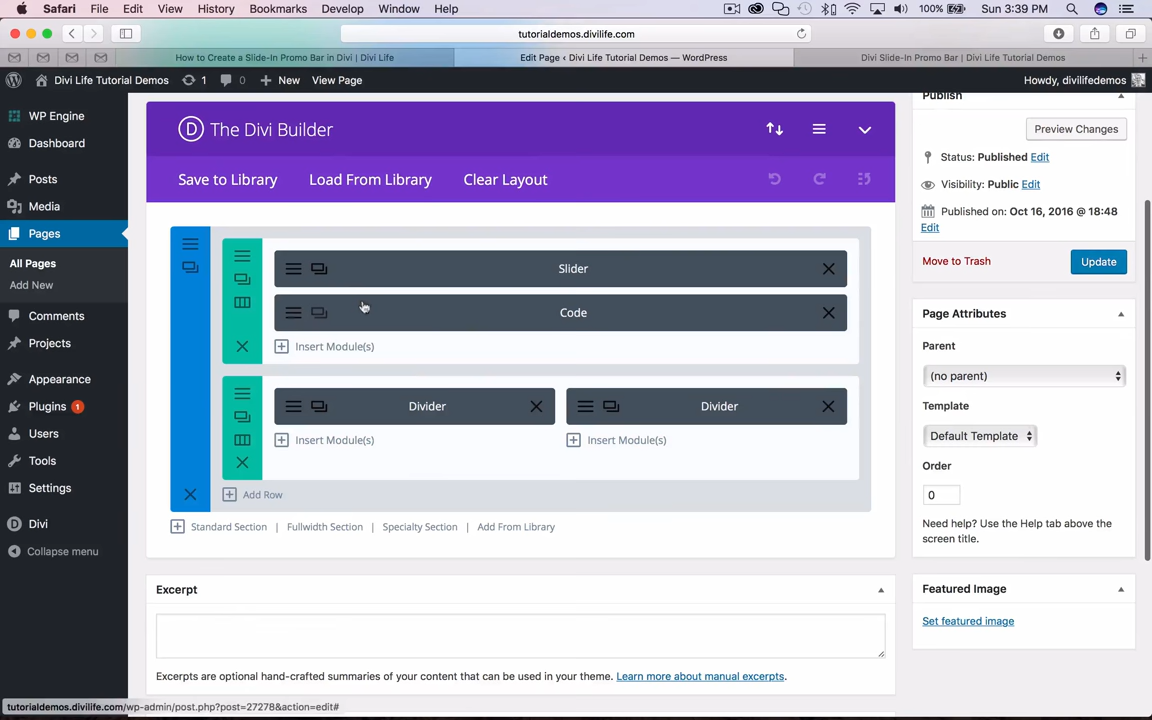 Safari File Edit View History Bookmarks Develop Window Help 100% Sun 3:39 PM
tutorialdemos.divilife.com
How to Create a Slide-In Promo Bar in Divi | Divi Life
Edit Page ‹ Divi Life Tutorial Demos — WordPress
Divi Slide-In Promo Bar | Divi Life Tutorial Demos
Divi Life Tutorial Demos 1 0 New View Page Howdy, divilifedemos
WP Engine
Dashboard
Posts
Media
Pages
All Pages
Add New
Comments
Projects
Appearance
Plugins 1
Users
Tools
Settings
Divi
Collapse menu
D The Divi Builder
Save to Library Load From Library Clear Layout
Slider
Code
Insert Module(s)
Divider Divider
Insert Module(s) Insert Module(s)
Add Row
Standard Section | Fullwidth Section | Specialty Section | Add From Library
Excerpt
Excerpts are optional hand-crafted summaries of your content that can be used in your theme. Learn more about manual excerpts.
Publish
Preview Changes
Status: Published Edit
Visibility: Public Edit
Published on: Oct 16, 2016 @ 18:48
Edit
Move to Trash Update
Page Attributes
Parent
(no parent)
Template
Default Template
Order
0
Need help? Use the Help tab above the
screen title.
Featured Image
Set featured image
tutorialdemos.divilife.com/wp-admin/post.php?post=27278&action=edit#